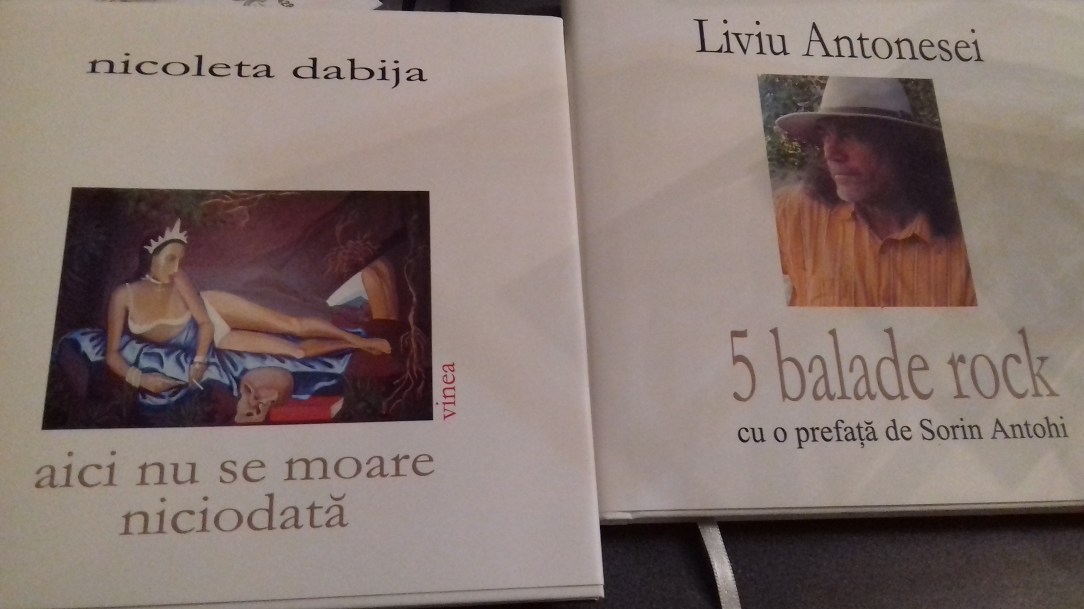 nicoleta dabija
vinea
aici nu se moare
niciodată
Liviu Antonesei
5 balade rock
cu o prefață de Sorin Antohi